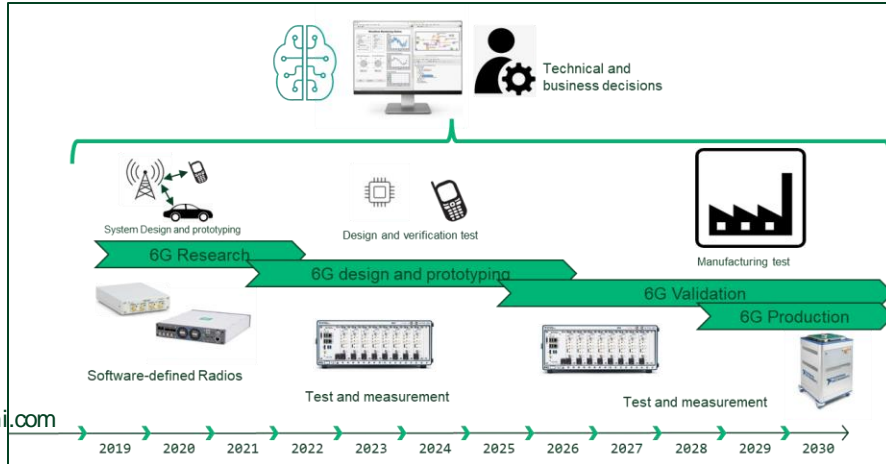 Technical and
business decisions
System Design and prototyping
Design and verification test
Manufacturing test
6G Research
6G design and prototyping
6G Validation
6G Production
Software-defined Radios
Test and measurement
Test and measurement
ni.com
2019 2020 2021 2022 2023 2024 2025 2026 2027 2028 2029 2030